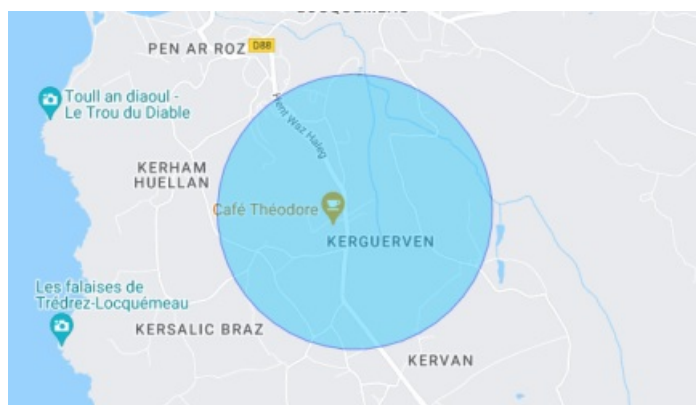 LOCQUÉMEAU
PEN AR ROZ
D88
Toull an diaoul -
Le Trou du Diable
Hent Waz Haleg
KERHAM
HUELLAN
Café Théodore
KERGUERVEN
Les falaises de
Trédrez-Locquémeau
KERSALIC BRAZ
KERVAN